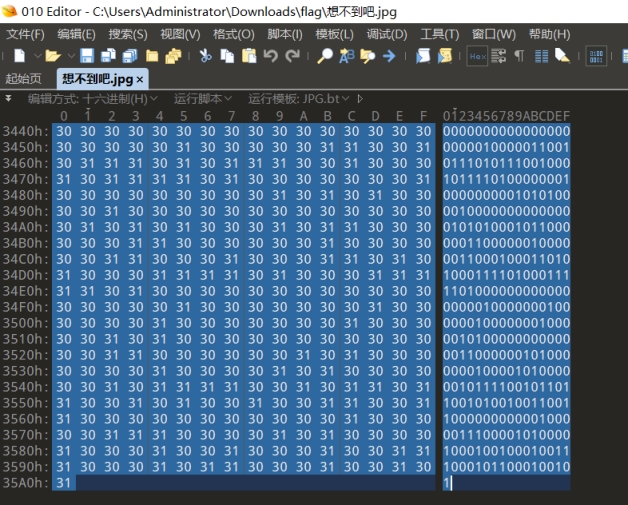 010 Editor - C:\Users\Administrator\Downloads\flag\想不到吧.jpg
文件(F) 编辑(E) 搜索(S) 视图(V) 格式(O) 脚本(I) 模板(L) 调试(D) 工具(T) 窗口(W) 帮助(H)
起始页 想不到吧.jpg ×
编辑方式: 十六进制(H) 运行脚本 运行模板: JPG.bt
0 1 2 3 4 5 6 7 8 9 A B C D E F 0123456789ABCDEF
3440h: 30 30 30 30 30 30 30 30 30 30 30 30 30 30 30 30 0000000000000000
3450h: 30 30 30 30 30 31 30 30 30 30 30 31 31 30 30 31 0000010000011001
3460h: 30 31 31 31 30 31 30 31 31 31 30 30 31 30 30 30 0111010111001000
3470h: 31 30 31 31 31 31 30 31 30 30 30 30 30 30 30 31 1011110100000001
3480h: 30 30 30 30 30 30 30 30 30 31 30 31 30 31 30 30 0000000001010100
3490h: 30 30 31 30 30 30 30 30 30 30 30 30 30 30 30 30 0010000000000000
34A0h: 30 31 30 31 30 31 30 30 30 31 30 31 31 30 30 30 0101010001011000
34B0h: 30 30 30 31 31 30 30 30 30 30 30 31 30 30 30 30 0001100000010000
34C0h: 30 30 31 31 30 30 30 31 30 30 30 31 31 30 31 30 0011000100011010
34D0h: 31 30 30 30 31 31 31 31 30 31 30 30 30 31 31 31 1000111101000111
34E0h: 31 31 30 31 30 30 30 30 30 30 30 30 30 30 30 30 1101000000000000
34F0h: 30 30 30 30 30 31 30 30 30 30 30 30 30 31 30 30 0000010000000100
3500h: 30 30 30 30 31 30 30 30 30 30 30 30 31 30 30 30 0000100000001000
3510h: 30 30 31 30 31 30 30 30 30 30 30 30 30 30 30 30 0010100000000000
3520h: 30 30 31 31 30 30 30 30 30 30 31 30 31 30 30 30 0011000000101000
3530h: 30 30 30 30 31 30 30 30 30 31 30 31 30 30 30 30 0000100001010000
3540h: 30 30 31 30 31 31 31 31 30 30 31 30 31 31 30 31 0010111100101101
3550h: 31 30 30 31 30 31 30 30 31 30 30 31 31 30 30 31 1001010010011001
3560h: 31 30 30 30 30 30 30 30 30 30 30 30 31 30 30 30 1000000000001000
3570h: 30 30 31 31 31 30 30 30 30 31 30 31 30 30 30 30 0011100001010000
3580h: 31 30 30 30 31 30 30 31 30 30 30 31 30 30 31 31 1000100100010011
3590h: 31 30 30 30 31 30 31 31 30 30 30 31 30 30 31 30 1000101100010010
35A0h: 31 1